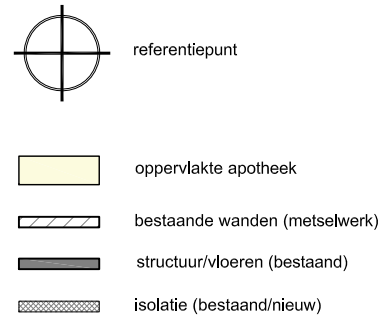 referentiepunt
oppervlakte apotheek
bestaande wanden (metselwerk)
structuur/vloeren (bestaand)
isolatie (bestaand/nieuw)